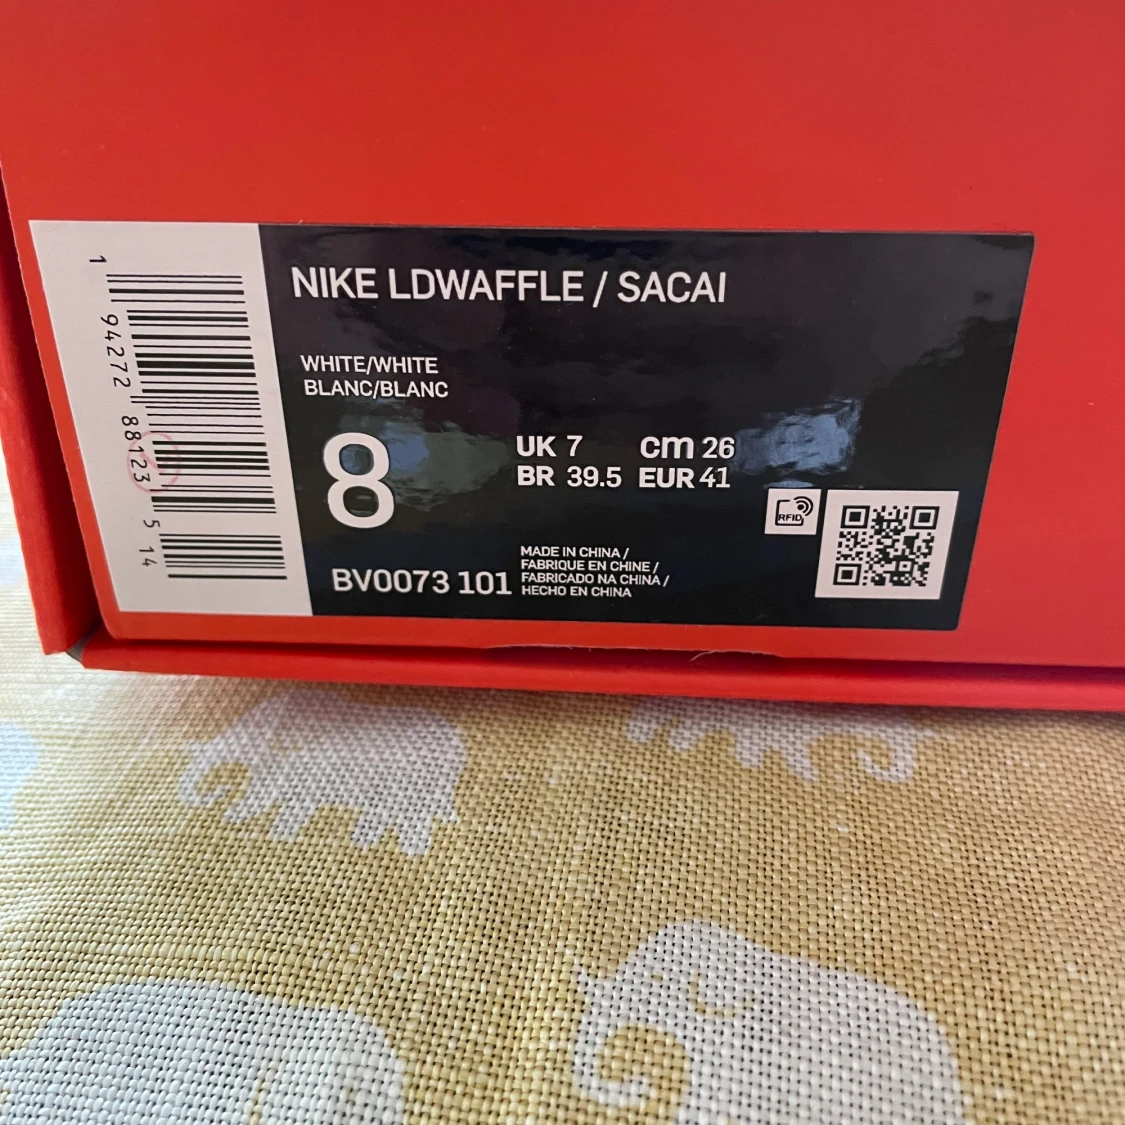 1 94272 88123 5 14
NIKE LDWAFFLE / SACAI
WHITE/WHITE
BLANC/BLANC
8
UK 7 cm 26
BR 39.5 EUR 41
RFID
BV0073 101
MADE IN CHINA /
FABRIQUE EN CHINE /
FABRICADO NA CHINA /
HECHO EN CHINA